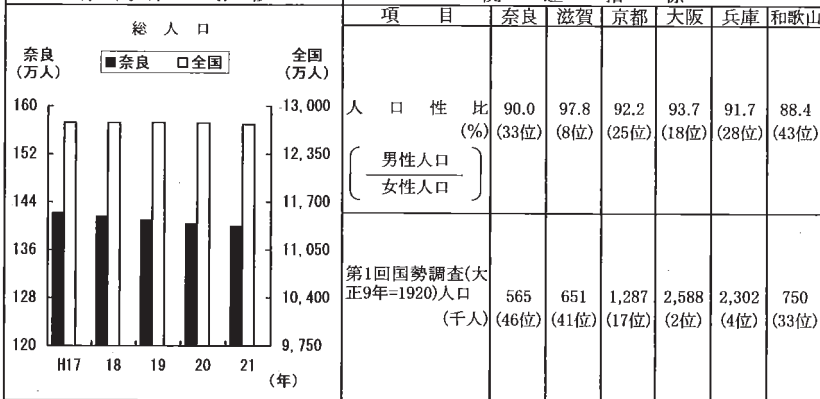 総人口
奈良
(万人)
■奈良 □全国
全国
(万人)
160
152
144
136
128
120
13,000
12,350
11,700
11,050
10,400
9,750
H17 18 19 20 21
(年)
項目 奈良 滋賀 京都 大阪 兵庫 和歌山
人口性比 90.0 97.8 92.2 93.7 91.7 88.4
(%) (33位) (8位) (25位) (18位) (28位) (43位)
男性人口
女性人口
第1回国勢調査(大
正9年=1920)人口 565 651 1,287 2,588 2,302 750
(千人) (46位) (41位) (17位) (2位) (4位) (33位)